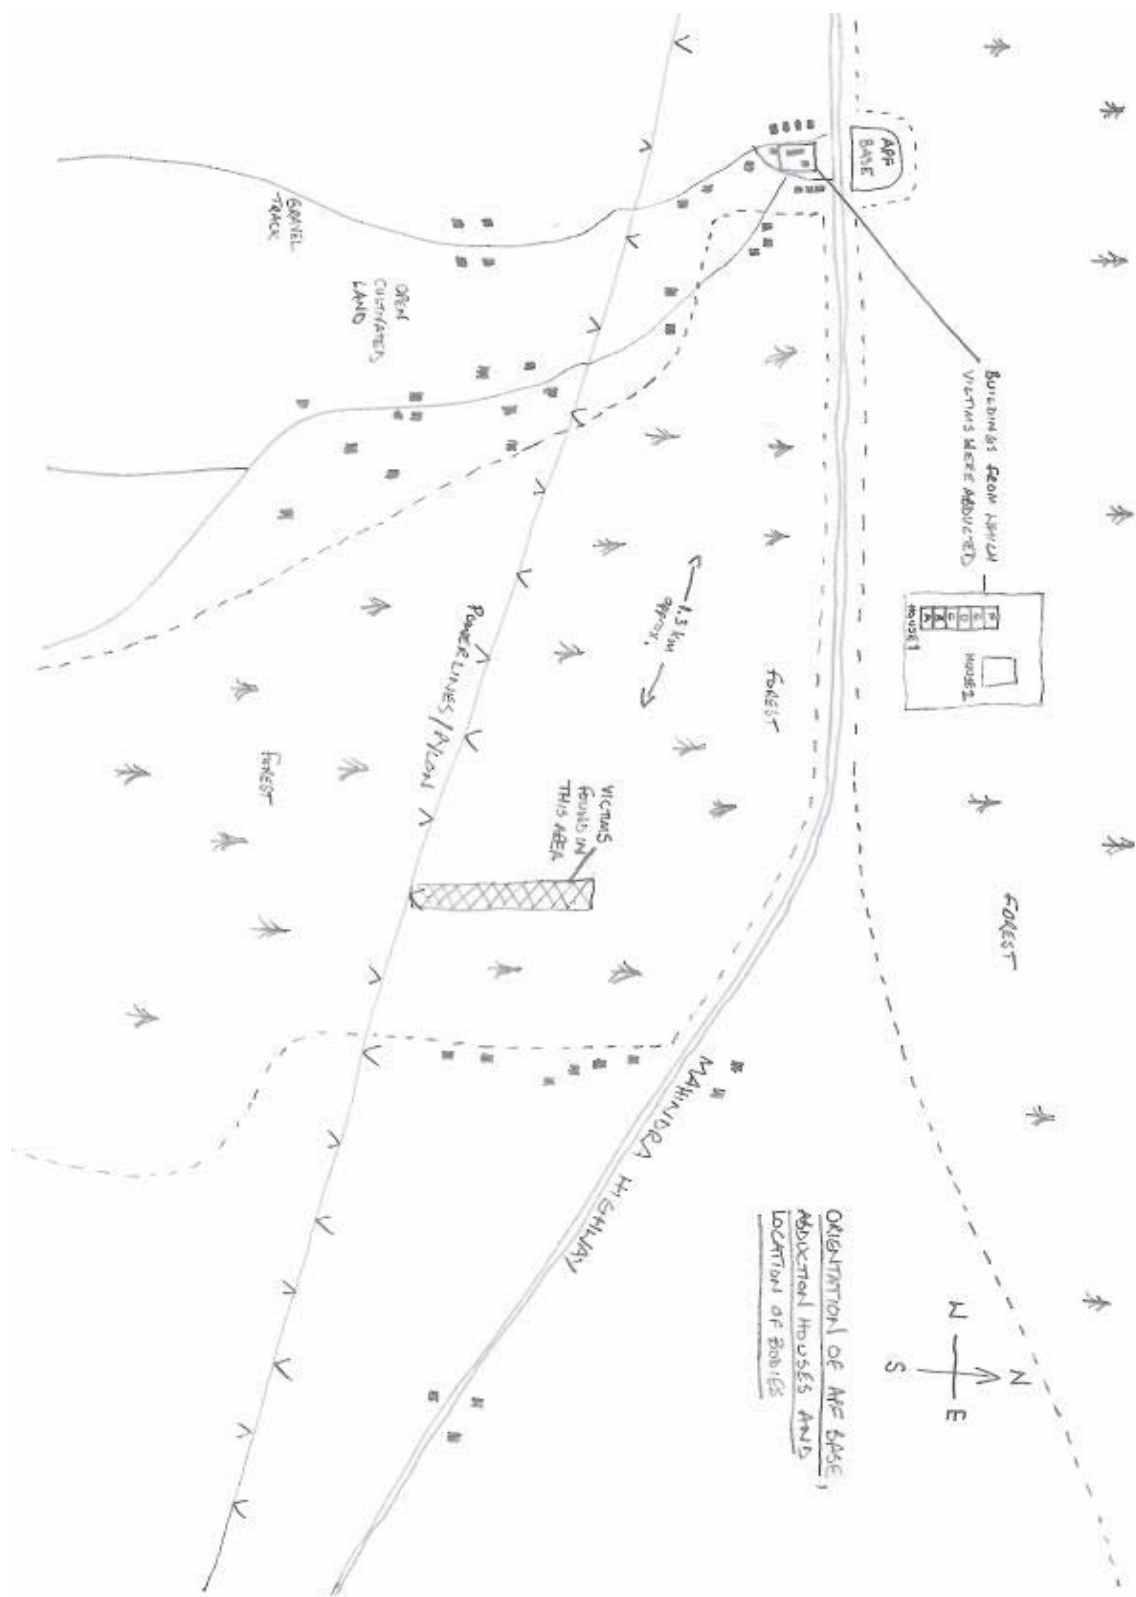 APF
BASE
GRAVEL
TRACK
OPEN
CULTIVATED
LAND
BUILDINGS FROM WHICH
VICTIMS WERE ABDUCTED
F
E
D
C
B
A
HOUSE 1
HOUSE 2
1.3 KM
APPROX.
POWERLINES/PYLON
FOREST
FOREST
FOREST
VICTIMS
FOUND IN
THIS AREA
MAHINDRA HIGHWAY
ORIENTATION OF APF BASE,
ABDUCTION HOUSES AND
LOCATION OF BODIES
N
W
E
S